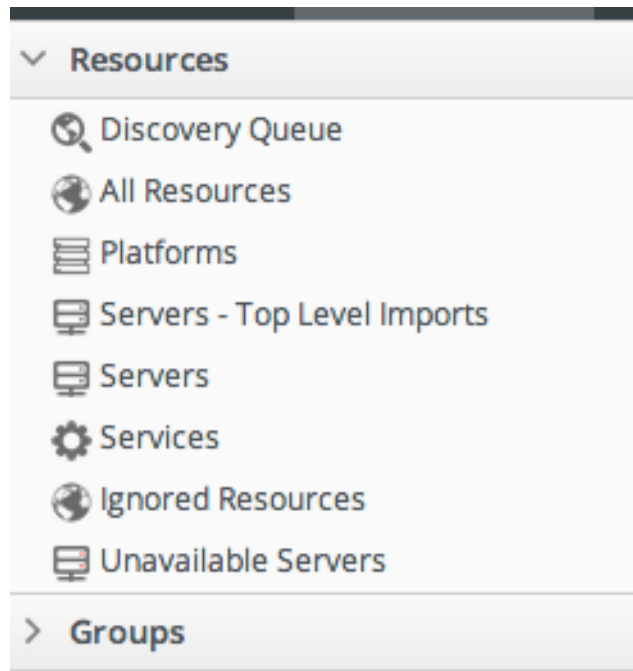 Resources
Discovery Queue
All Resources
Platforms
Servers - Top Level Imports
Servers
Services
Ignored Resources
Unavailable Servers
Groups